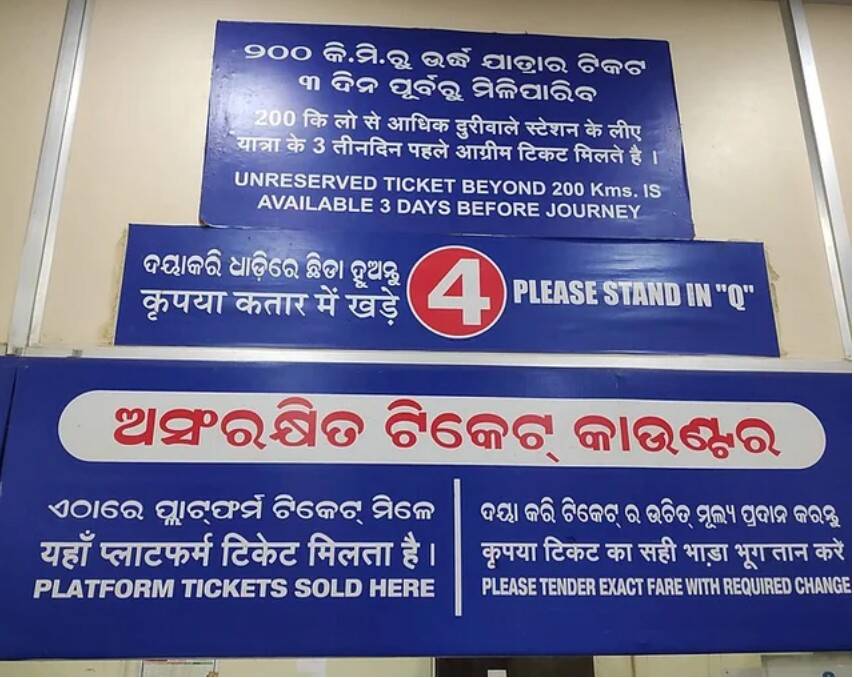 ୨୦୦ କି.ମି.ରୁ ଉର୍ଦ୍ଧ ଯାତ୍ରାର ଟିକଟ
୩ ଦିନ ପୂର୍ବରୁ ମିଳିପାରିବ
200 कि लो से आधिक दुरीवाले स्टेशन के लीए
यात्रा के 3 तीनदिन पहले आग्रीम टिकट मिलते है ।
UNRESERVED TICKET BEYOND 200 Kms. IS
AVAILABLE 3 DAYS BEFORE JOURNEY
ଦୟାକରି ଧାଡ଼ିରେ ଛିଡା ହୁଅନ୍ତୁ
कृपया कतार में खड़े
4
PLEASE STAND IN "Q"
ଅସଂରକ୍ଷିତ ଟିକେଟ୍ କାଉଣ୍ଟର
ଏଠାରେ ପ୍ଲାଟ୍‌ଫର୍ମ ଟିକେଟ୍ ମିଳେ
यहाँ प्लाटफर्म टिकेट मिलता है ।
PLATFORM TICKETS SOLD HERE
ଦୟା କରି ଟିକେଟ୍ ର ଉଚିତ୍ ମୂଲ୍ୟ ପ୍ରଦାନ କରନ୍ତୁ
कृपया टिकट का सही भाड़ा भूग तान करें
PLEASE TENDER EXACT FARE WITH REQUIRED CHANGE